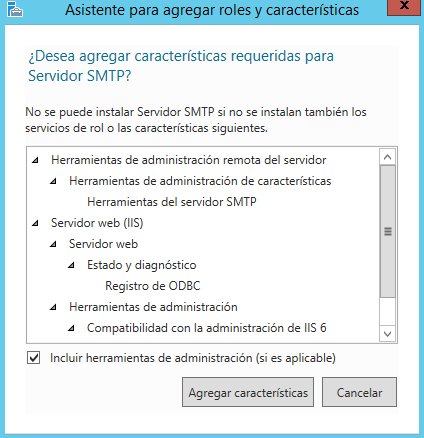 Asistente para agregar roles y características
x
¿Desea agregar características requeridas para
Servidor SMTP?
No se puede instalar Servidor SMTP si no se instalan también los
servicios de rol o las características siguientes.
Herramientas de administración remota del servidor
Herramientas de administración de características
Herramientas del servidor SMTP
Servidor web (IIS)
Servidor web
Estado y diagnóstico
Registro de ODBC
Herramientas de administración
Compatibilidad con la administración de IIS 6
Incluir herramientas de administración (si es aplicable)
Agregar características
Cancelar